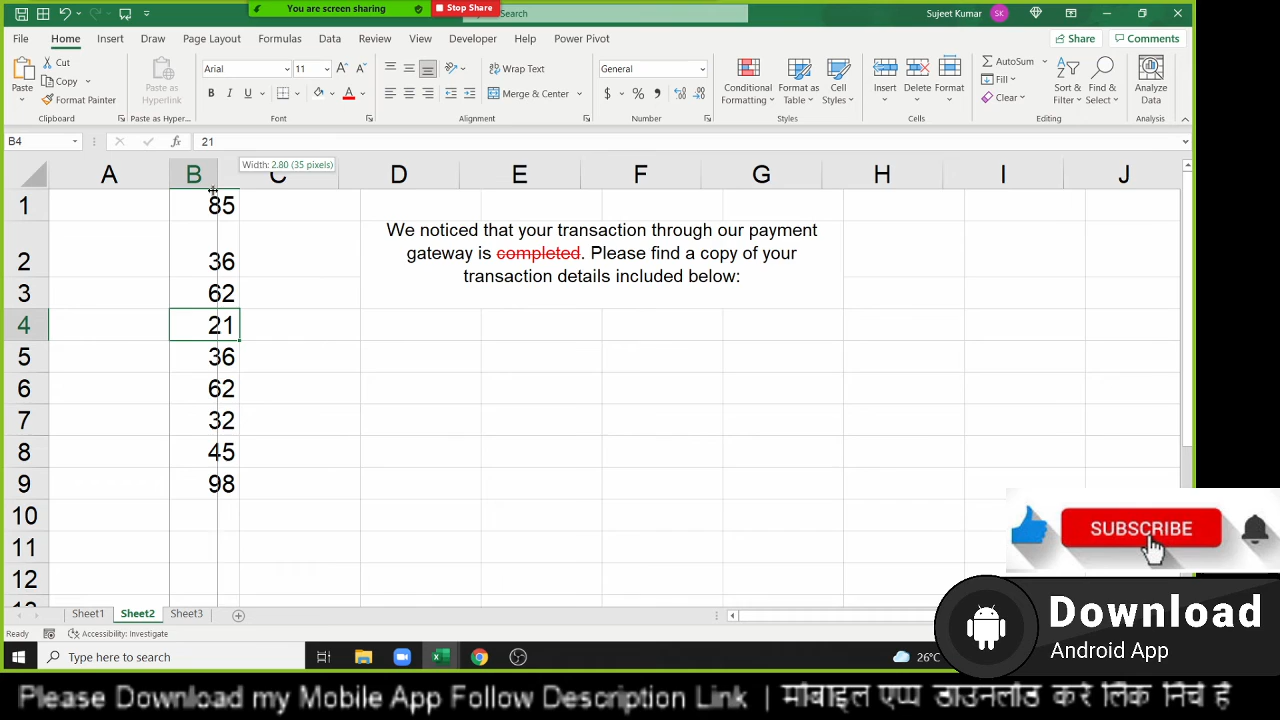 You are screen sharing
Stop Share
Search
Sujeet Kumar
SK
File Home Insert Draw Page Layout Formulas Data Review View Developer Help Power Pivot
Share
Comments
Paste
Cut
Copy
Format Painter
Clipboard
Paste as Hyperlink
Paste as Hyper...
Arial
11
B I U
Font
Wrap Text
Merge & Center
Alignment
General
$ % ,
Number
Conditional Formatting
Format as Table
Cell Styles
Styles
Insert
Delete
Format
Cells
AutoSum
Fill
Clear
Sort & Filter
Find & Select
Editing
Analyze Data
Analysis
B4
fx
21
Width: 2.80 (35 pixels)
A B C D E F G H I J
1 85
We noticed that your transaction through our payment
gateway is completed. Please find a copy of your
2 36
transaction details included below:
3 62
4 21
5 36
6 62
7 32
8 45
9 98
10
11
12
SUBSCRIBE
Sheet1 Sheet2 Sheet3
Ready
Accessibility: Investigate
Download
Android App
Type here to search
26°C
Please Download my Mobile App Follow Description Link | मोबाइल एप्प डाउनलोड करे लिंक निचे है